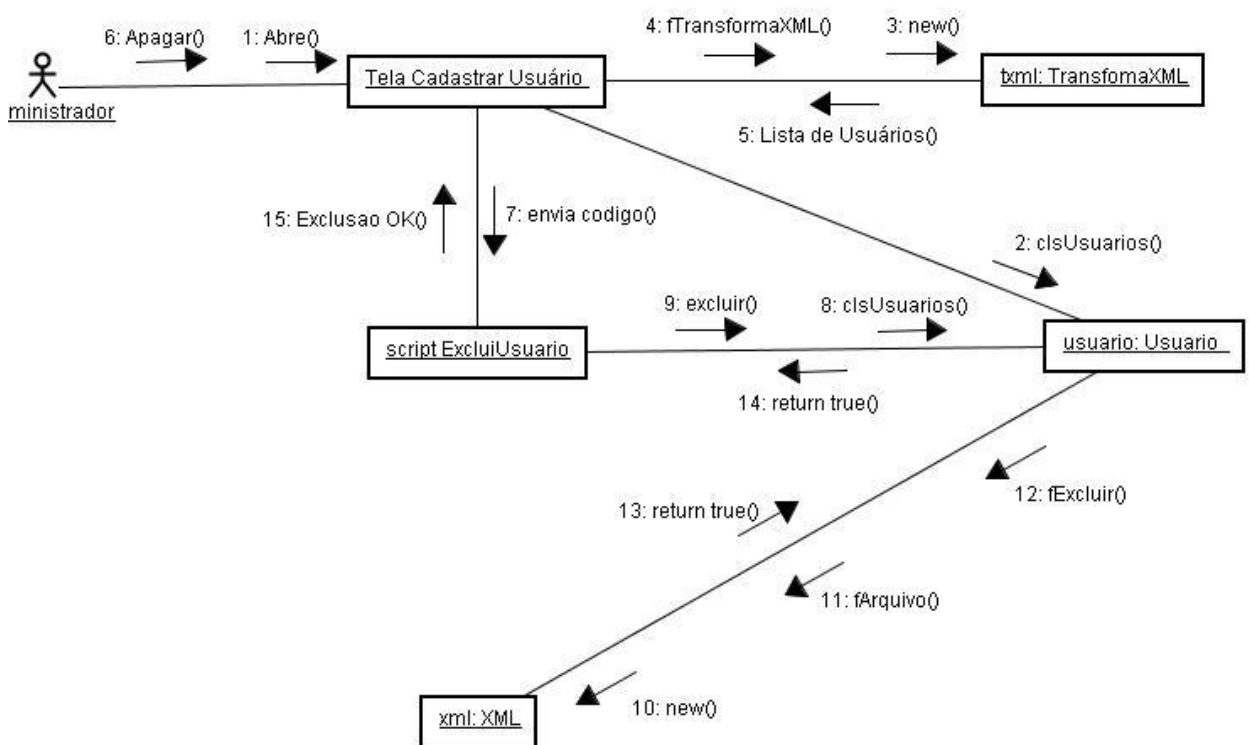 4: fTransformaXML()
3: new()
6: Apagar()
1: Abre()
Tela Cadastrar Usuário
txml: TransfomaXML
ministrador
5: Lista de Usuários()
15: Exclusao OK()
7: envia codigo()
2: clsUsuarios()
9: excluir()
8: clsUsuarios()
script ExcluiUsuario
usuario: Usuario
14: return true()
12: fExcluir()
13: return true()
11: fArquivo()
10: new()
xml: XML